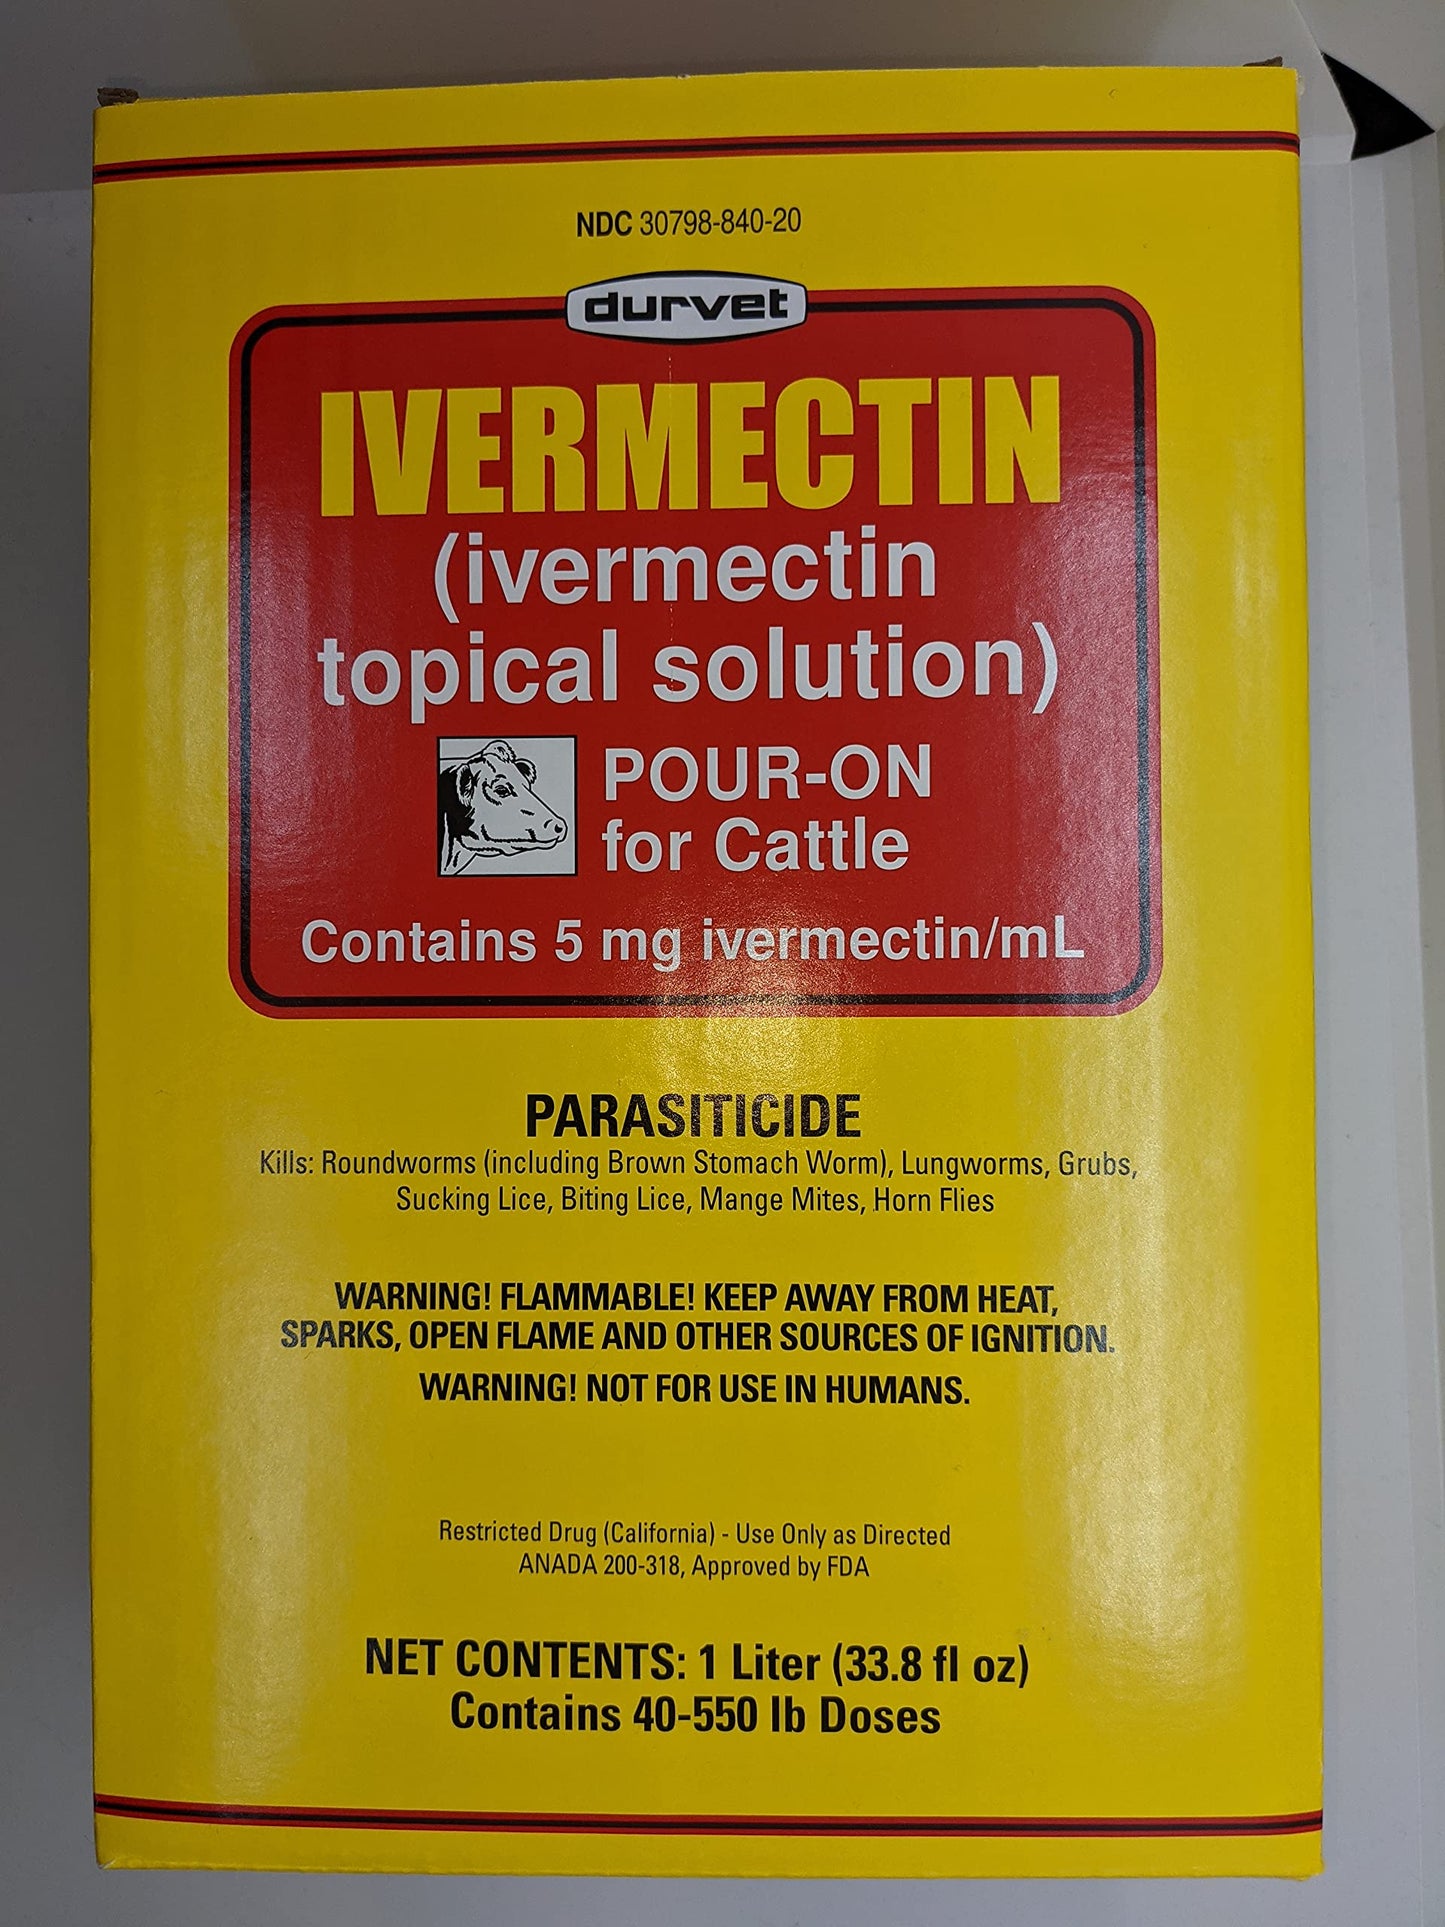 NDC 30798-840-20
durvet
IVERMECTIN
(ivermectin
topical solution)
POUR-ON
for Cattle
Contains 5 mg ivermectin/mL
PARASITICIDE
Kills: Roundworms (including Brown Stomach Worm), Lungworms, Grubs,
Sucking Lice, Biting Lice, Mange Mites, Horn Flies
WARNING! FLAMMABLE! KEEP AWAY FROM HEAT,
SPARKS, OPEN FLAME AND OTHER SOURCES OF IGNITION.
WARNING! NOT FOR USE IN HUMANS.
Restricted Drug (California) - Use Only as Directed
ANADA 200-318, Approved by FDA
NET CONTENTS: 1 Liter (33.8 fl oz)
Contains 40-550 lb Doses